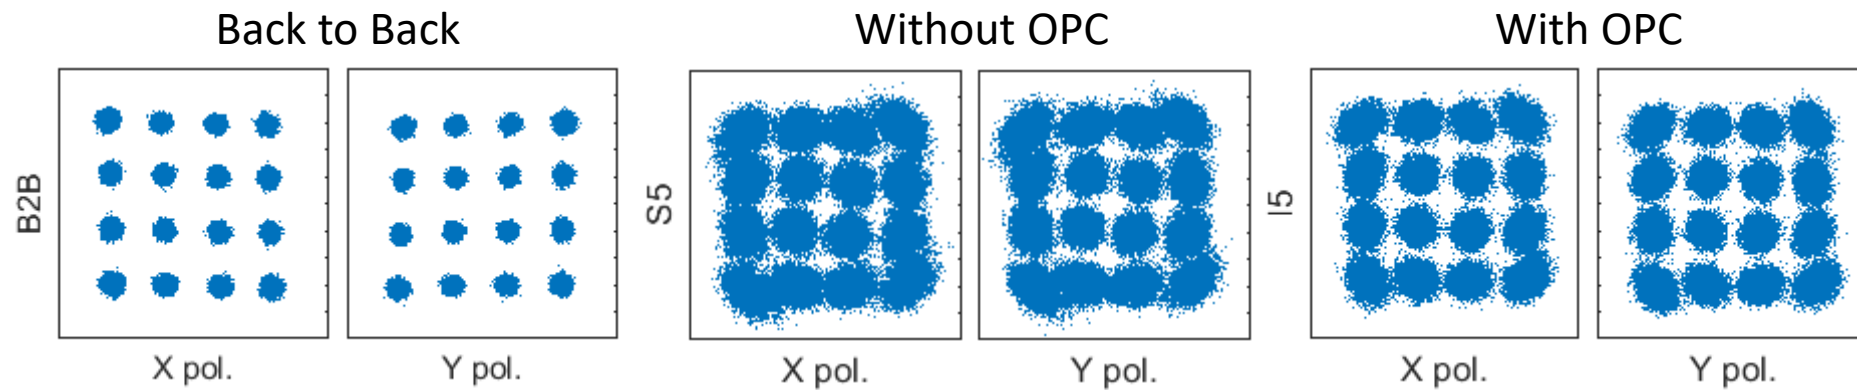 Back to Back
Without OPC
With OPC
B2B
S5
I5
X pol.
Y pol.
X pol.
Y pol.
X pol.
Y pol.